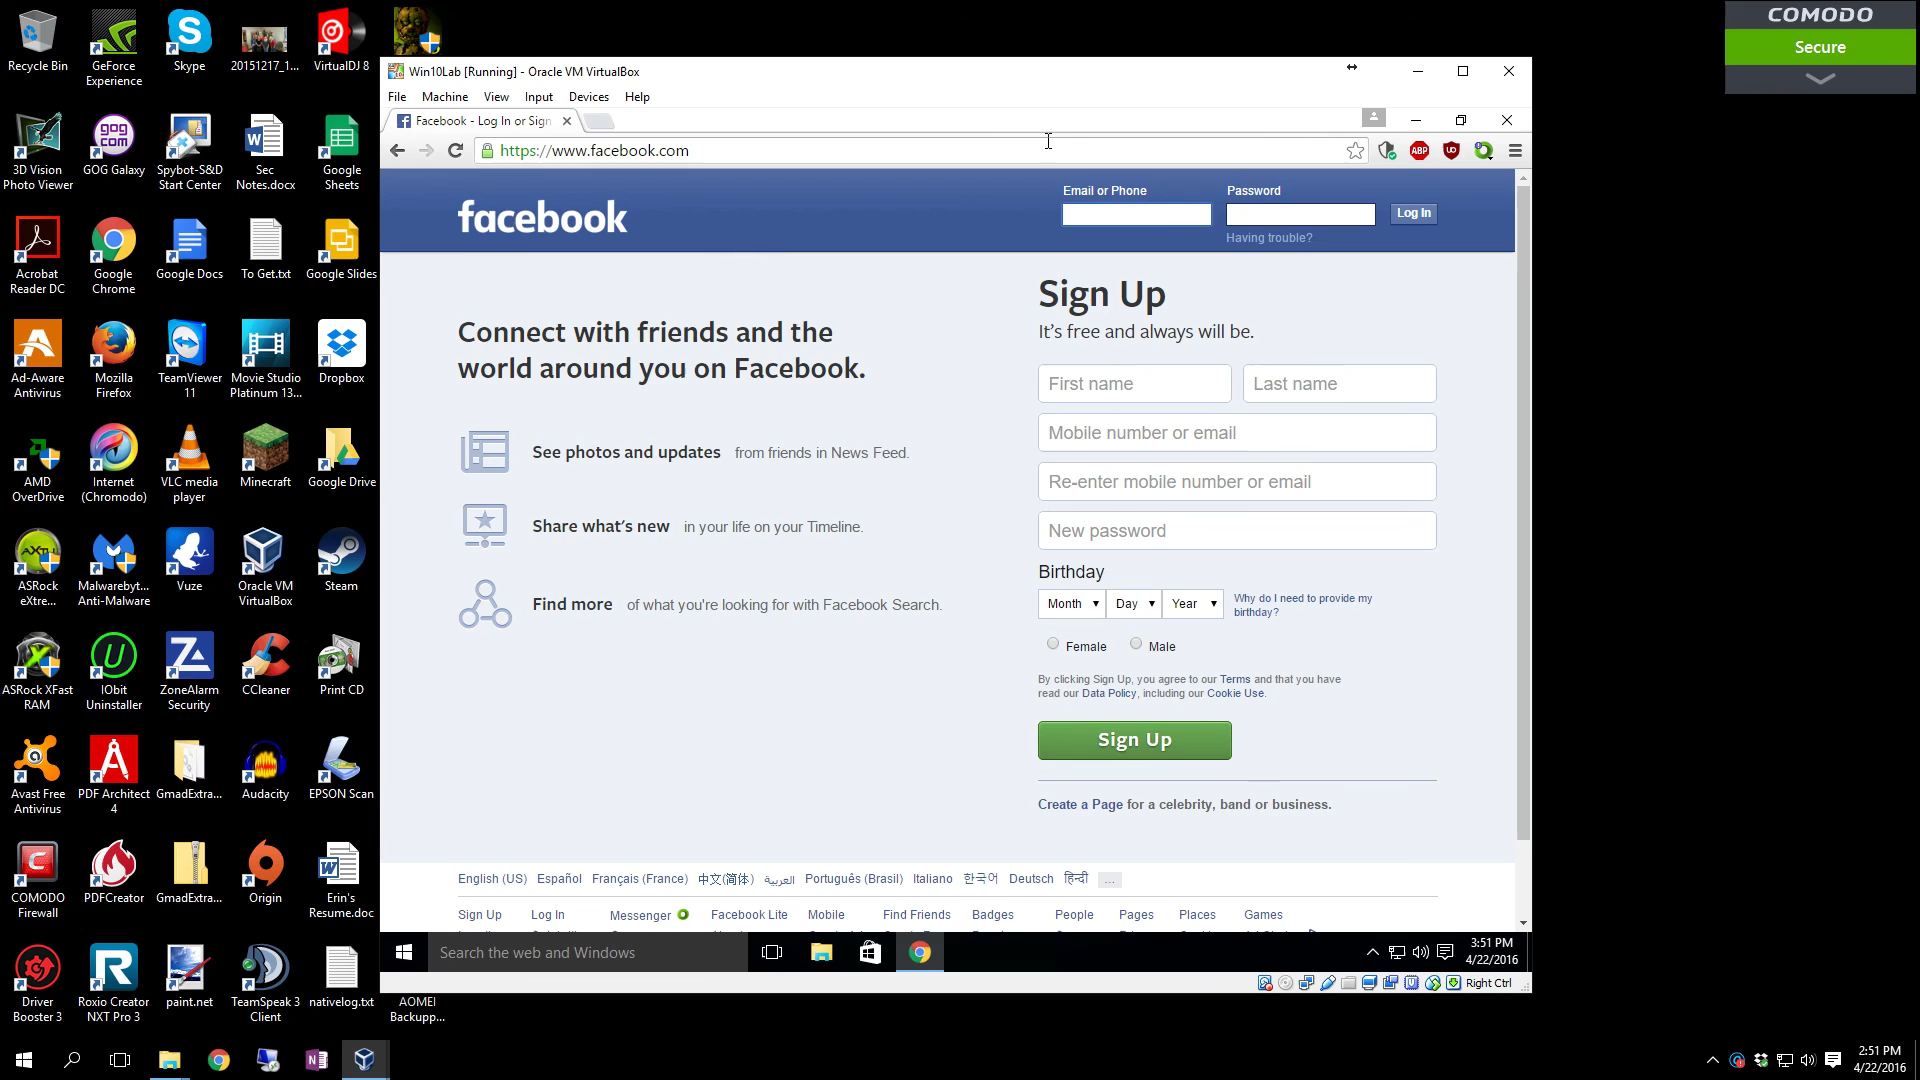 Recycle Bin
GeForce Experience
Skype
20151217_1...
VirtualDJ 8
3D Vision Photo Viewer
GOG Galaxy
Spybot-S&D Start Center
Sec Notes.docx
Google Sheets
Acrobat Reader DC
Google Chrome
Google Docs
To Get.txt
Google Slides
Ad-Aware Antivirus
Mozilla Firefox
TeamViewer 11
Movie Studio Platinum 13...
Dropbox
AMD OverDrive
Internet (Chromodo)
VLC media player
Minecraft
Google Drive
ASRock eXtre...
Malwarebyt... Anti-Malware
Vuze
Oracle VM VirtualBox
Steam
ASRock XFast RAM
IObit Uninstaller
ZoneAlarm Security
CCleaner
Print CD
Avast Free Antivirus
PDF Architect 4
GmadExtra...
Audacity
EPSON Scan
COMODO Firewall
PDFCreator
GmadExtra...
Origin
Erin's Resume.doc
Driver Booster 3
Roxio Creator NXT Pro 3
paint.net
TeamSpeak 3 Client
nativelog.txt
AOMEI Backupp...
COMODO
Secure
Win10Lab [Running] - Oracle VM VirtualBox
File Machine View Input Devices Help
Facebook - Log In or Sign
https://www.facebook.com
ABP
facebook
Email or Phone Password
Log In
Having trouble?
Connect with friends and the
world around you on Facebook.
See photos and updates from friends in News Feed.
Share what's new in your life on your Timeline.
Find more of what you're looking for with Facebook Search.
Sign Up
It's free and always will be.
First name Last name
Mobile number or email
Re-enter mobile number or email
New password
Birthday
Month Day Year Why do I need to provide my
birthday?
Female Male
By clicking Sign Up, you agree to our Terms and that you have
read our Data Policy, including our Cookie Use.
Sign Up
Create a Page for a celebrity, band or business.
English (US) Español Français (France) 中文(简体) العربية Português (Brasil) Italiano 한국어 Deutsch हिन्दी ...
Sign Up Log In Messenger Facebook Lite Mobile Find Friends Badges People Pages Places Games
Search the web and Windows
3:51 PM
4/22/2016
Right Ctrl
2:51 PM
4/22/2016